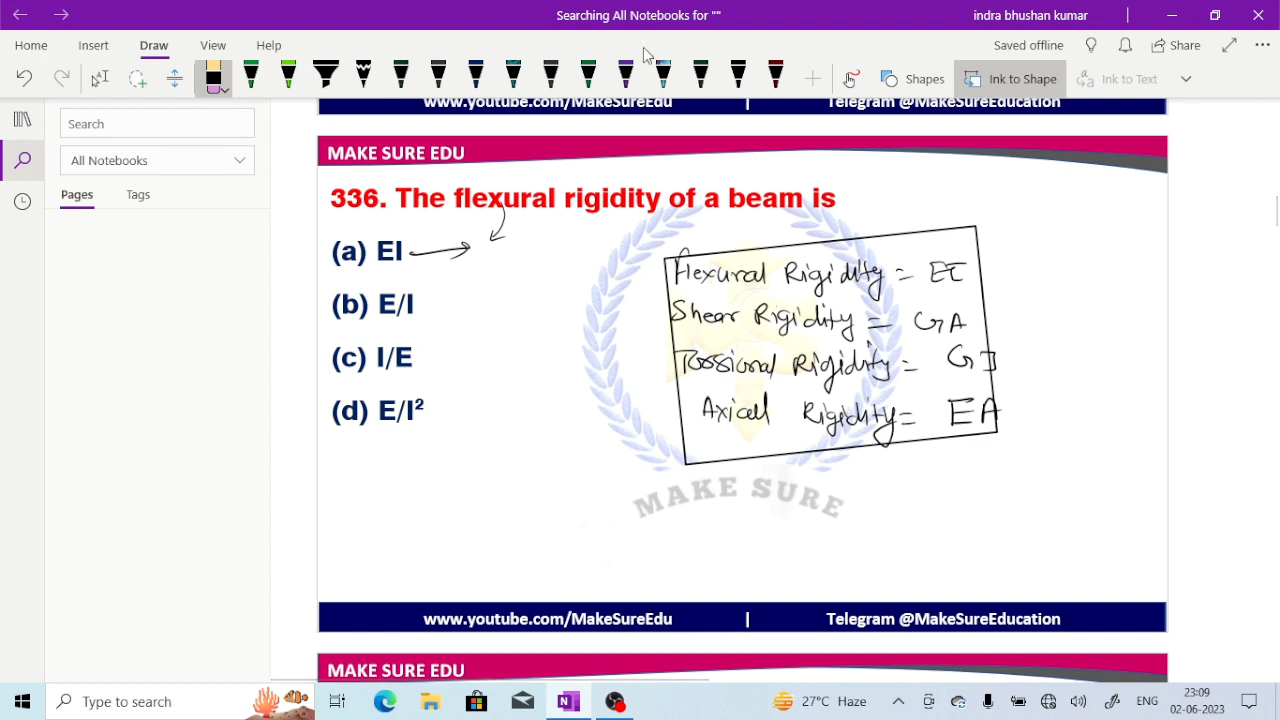 Searching All Notebooks for ""
indra bhushan kumar
Home Insert Draw View Help
Saved offline
Share
Shapes
Ink to Shape
Ink to Text
www.youtube.com/MakeSureEdu | Telegram @MakeSureEducation
Search
All Notebooks
Pages Tags
MAKE SURE EDU
336. The flexural rigidity of a beam is
(a) EI
(b) E/I
(c) I/E
(d) E/I²
Flexural Rigidity = EI
Shear Rigidity = GA
Torsional Rigidity = GJ
Axial Rigidity = EA
MAKE SURE
www.youtube.com/MakeSureEdu | Telegram @MakeSureEducation
MAKE SURE EDU
Type here to search
27°C Haze
ENG
23:09
02-06-2023